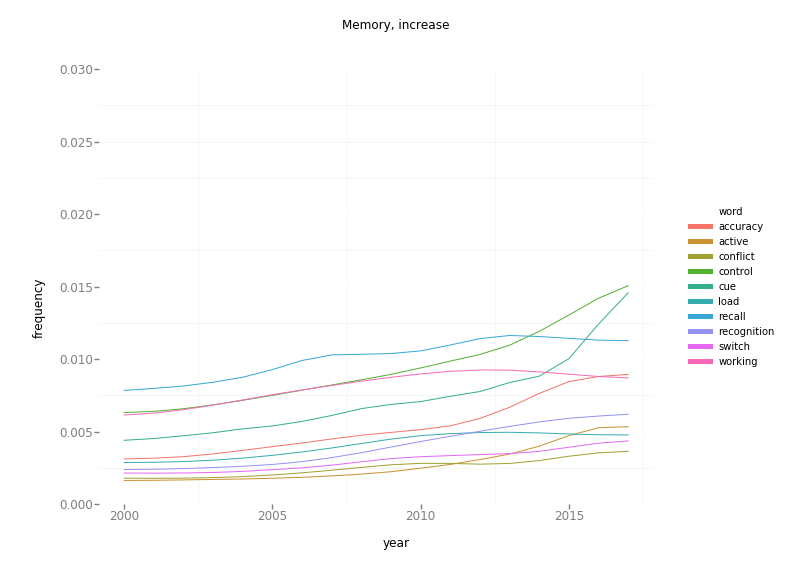 Memory, increase
0.030
0.025
0.020
0.015
0.010
0.005
0.000
frequency
2000
2005
2010
2015
year
word
accuracy
active
conflict
control
cue
load
recall
recognition
switch
working